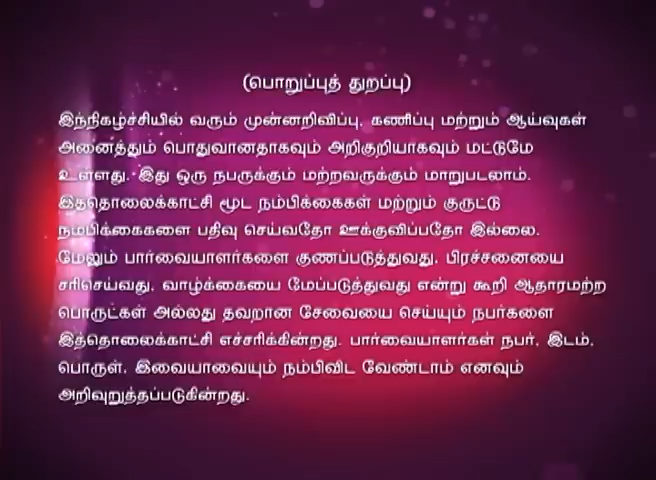 (பொறுப்புத் துறப்பு)
இந்நிகழ்ச்சியில் வரும் முன்னறிவிப்பு, கணிப்பு மற்றும் ஆய்வுகள்
அனைத்தும் பொதுவானதாகவும் அறிகுறியாகவும் மட்டுமே
உள்ளது. இது ஒரு நபருக்கும் மற்றவருக்கும் மாறுபடலாம்.
இத்தொலைக்காட்சி மூட நம்பிக்கைகள் மற்றும் குருட்டு
நம்பிக்கைகளை பதிவு செய்வதோ ஊக்குவிப்பதோ இல்லை.
மேலும் பார்வையாளர்களை குணப்படுத்துவது, பிரச்சனையை
சரிசெய்வது, வாழ்க்கையை மேப்படுத்துவது என்று கூறி ஆதாரமற்ற
பொருட்கள் அல்லது தவறான சேவையை செய்யும் நபர்களை
இத்தொலைக்காட்சி எச்சரிக்கின்றது. பார்வையாளர்கள் நபர், இடம்,
பொருள், இவையாவையும் நம்பிவிட வேண்டாம் எனவும்
அறிவுறுத்தப்படுகின்றது.